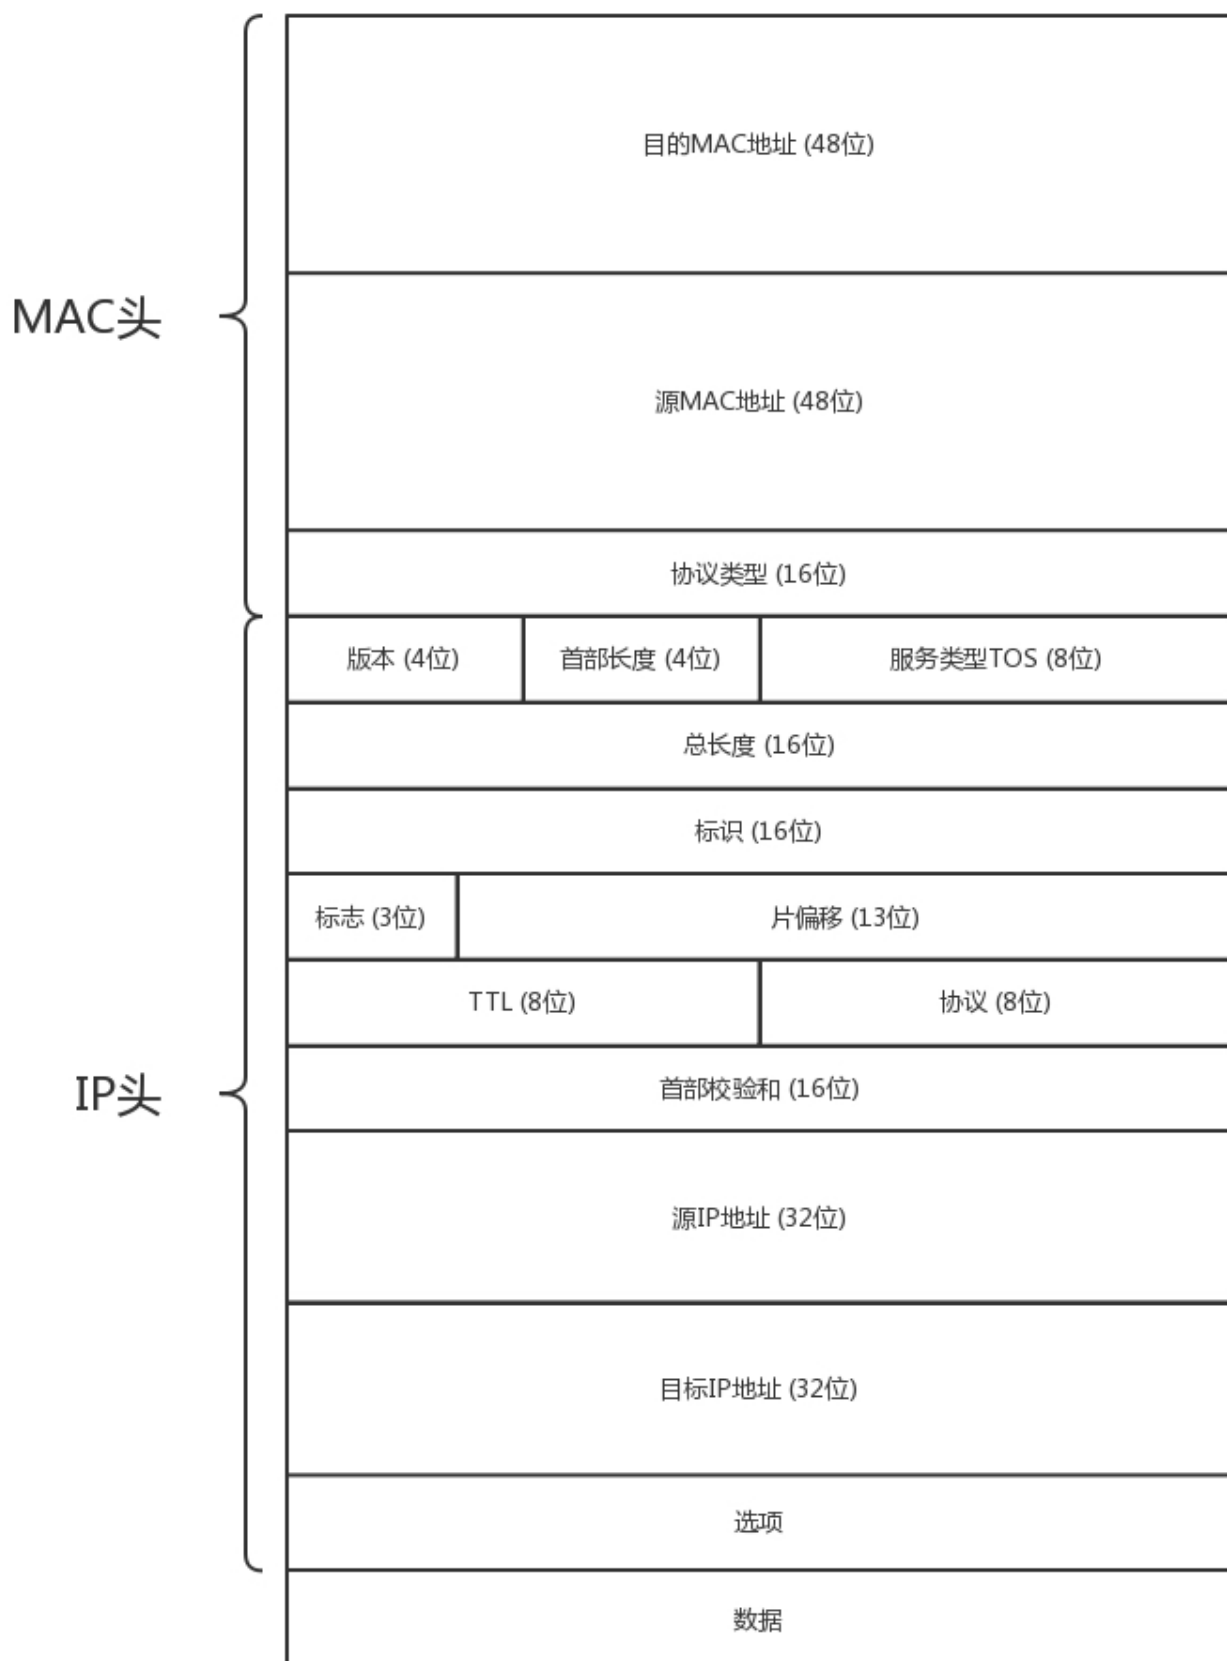 目的MAC地址 (48位)
MAC头
源MAC地址 (48位)
协议类型 (16位)
版本 (4位)
首部长度 (4位)
服务类型TOS (8位)
总长度 (16位)
标识 (16位)
标志 (3位)
片偏移 (13位)
TTL (8位)
协议 (8位)
IP头
首部校验和 (16位)
源IP地址 (32位)
目标IP地址 (32位)
选项
数据